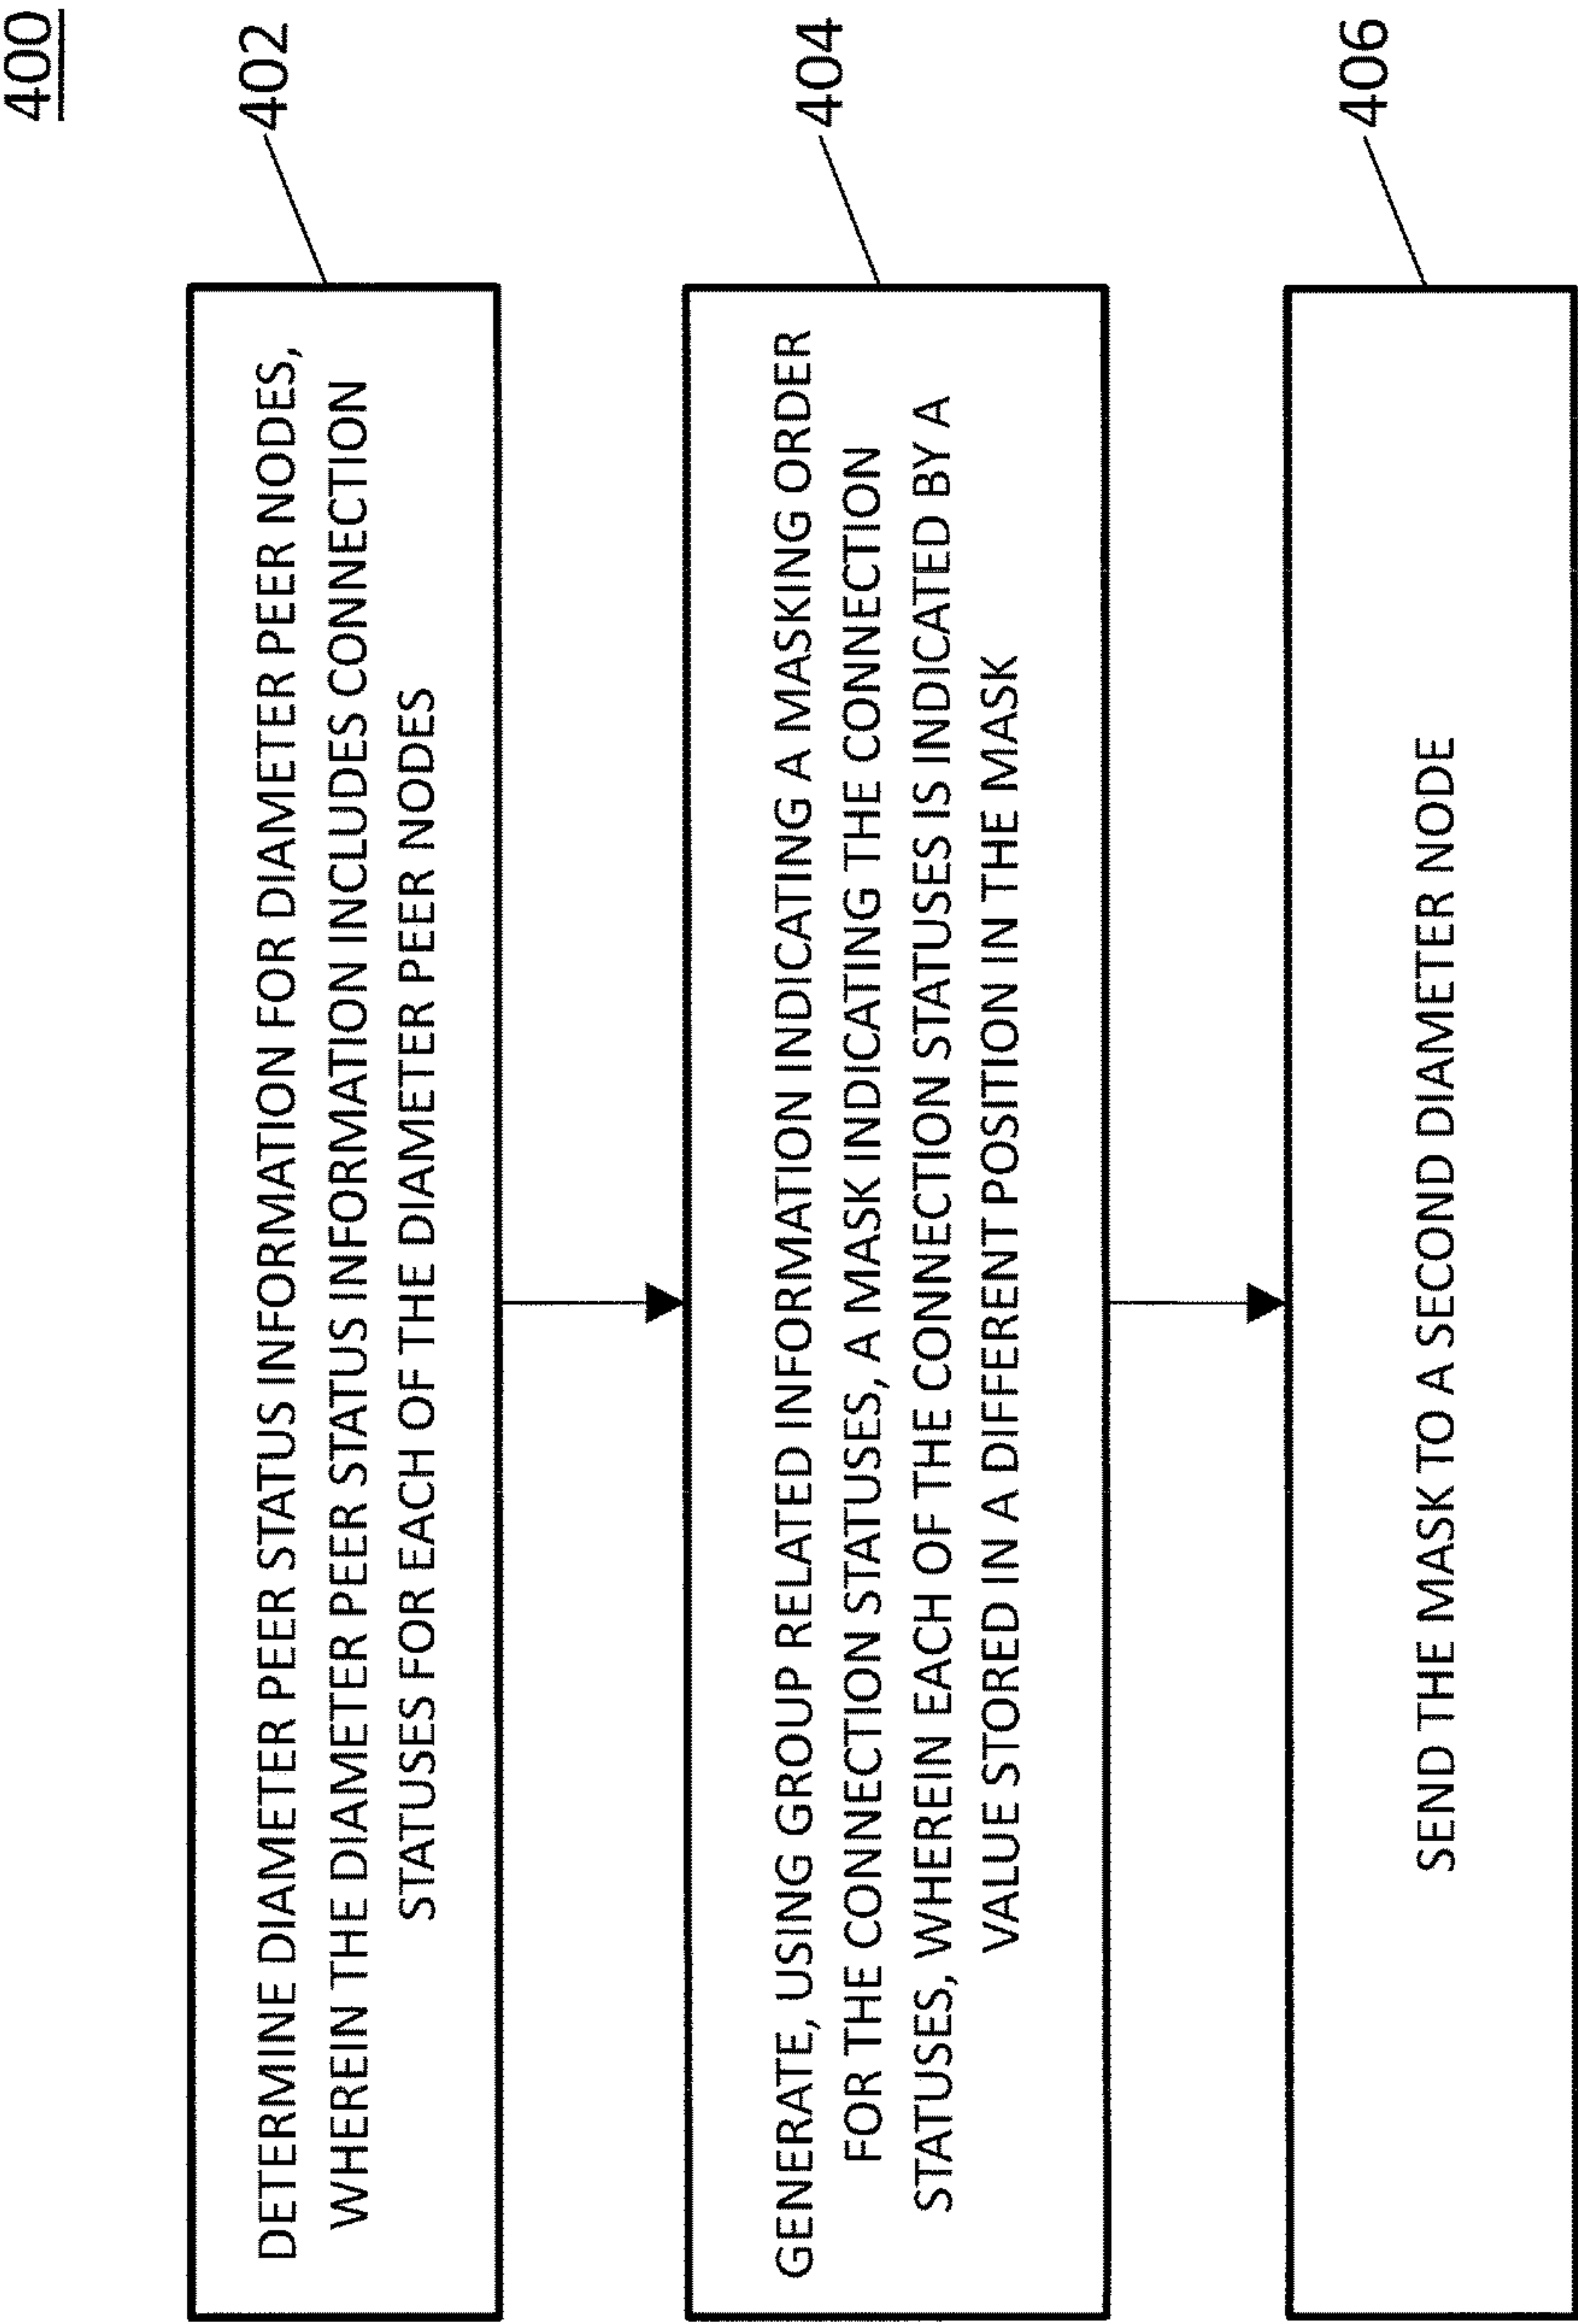 400
402
DETERMINE DIAMETER PEER STATUS INFORMATION FOR DIAMETER PEER NODES,
WHEREIN THE DIAMETER PEER STATUS INFORMATION INCLUDES CONNECTION
STATUSES FOR EACH OF THE DIAMETER PEER NODES
404
GENERATE, USING GROUP RELATED INFORMATION INDICATING A MASKING ORDER
FOR THE CONNECTION STATUSES, A MASK INDICATING THE CONNECTION
STATUSES, WHEREIN EACH OF THE CONNECTION STATUSES IS INDICATED BY A
VALUE STORED IN A DIFFERENT POSITION IN THE MASK
406
SEND THE MASK TO A SECOND DIAMETER NODE